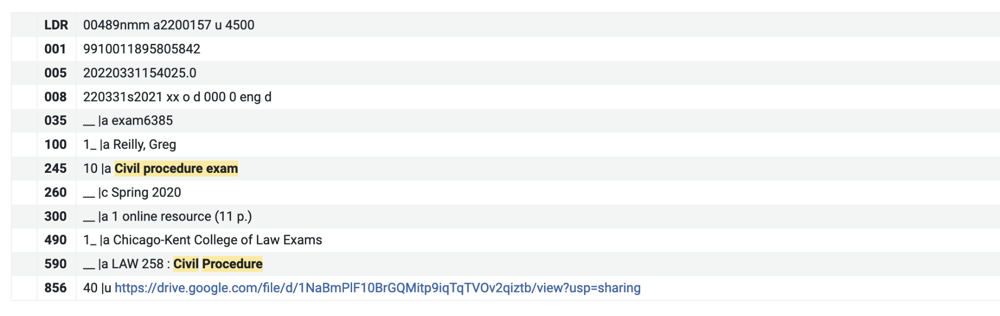 LDR 00489nmm a2200157 u 4500
001 9910011895805842
005 20220331154025.0
008 220331s2021 xx o d 000 0 eng d
035 __ |a exam6385
100 1_ |a Reilly, Greg
245 10 |a Civil procedure exam
260 __ |c Spring 2020
300 __ |a 1 online resource (11 p.)
490 1_ |a Chicago-Kent College of Law Exams
590 __ |a LAW 258 : Civil Procedure
856 40 |u https://drive.google.com/file/d/1NaBmPlF10BrGQMitp9iqTqTVOv2qiztb/view?usp=sharing